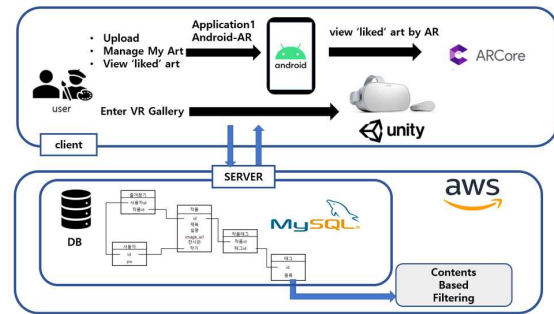 Application1
Android-AR
• Upload
• Manage My Art
• View 'liked' art
android
view 'liked' art by AR
ARCore
user
Enter VR Gallery
unity
client
SERVER
aws
DB
MySQL
즐겨찾기
사용자id
작품id
작품
id
제목
설명
image_url
전시관
작가
사용자
id
pw
작품태그
작품id
태그id
태그
id
종류
Contents
Based
Filtering